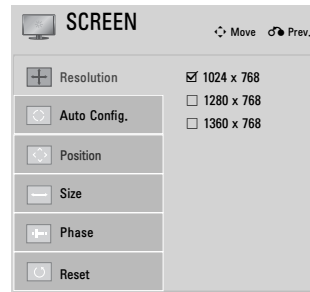 SCREEN
Move Prev.
Resolution
Auto Config.
Position
Size
Phase
Reset
1024 x 768
1280 x 768
1360 x 768